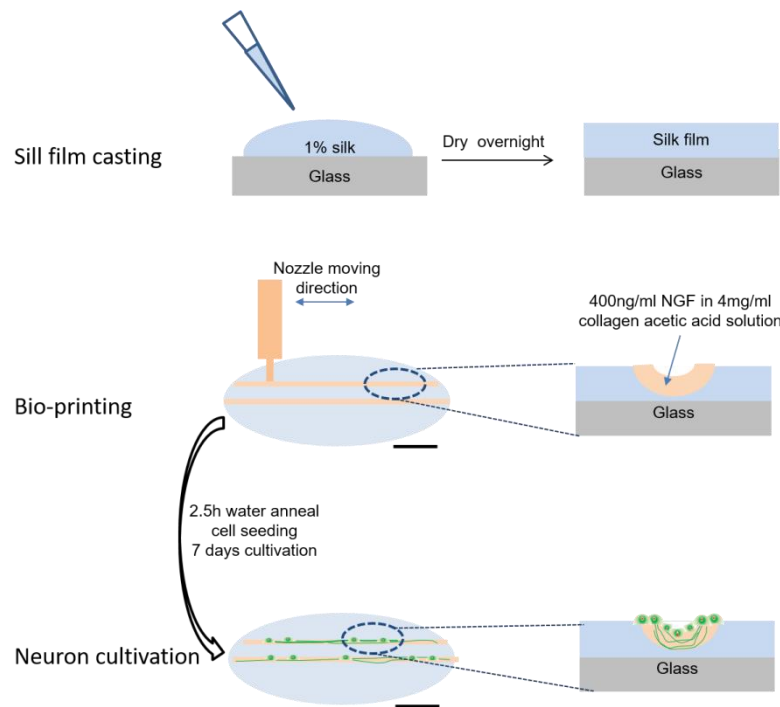 Sill film casting
1% silk
Glass
Dry overnight
Silk film
Glass
Bio-printing
Nozzle moving
direction
400ng/ml NGF in 4mg/ml
collagen acetic acid solution
Glass
2.5h water anneal
cell seeding
7 days cultivation
Neuron cultivation
Glass